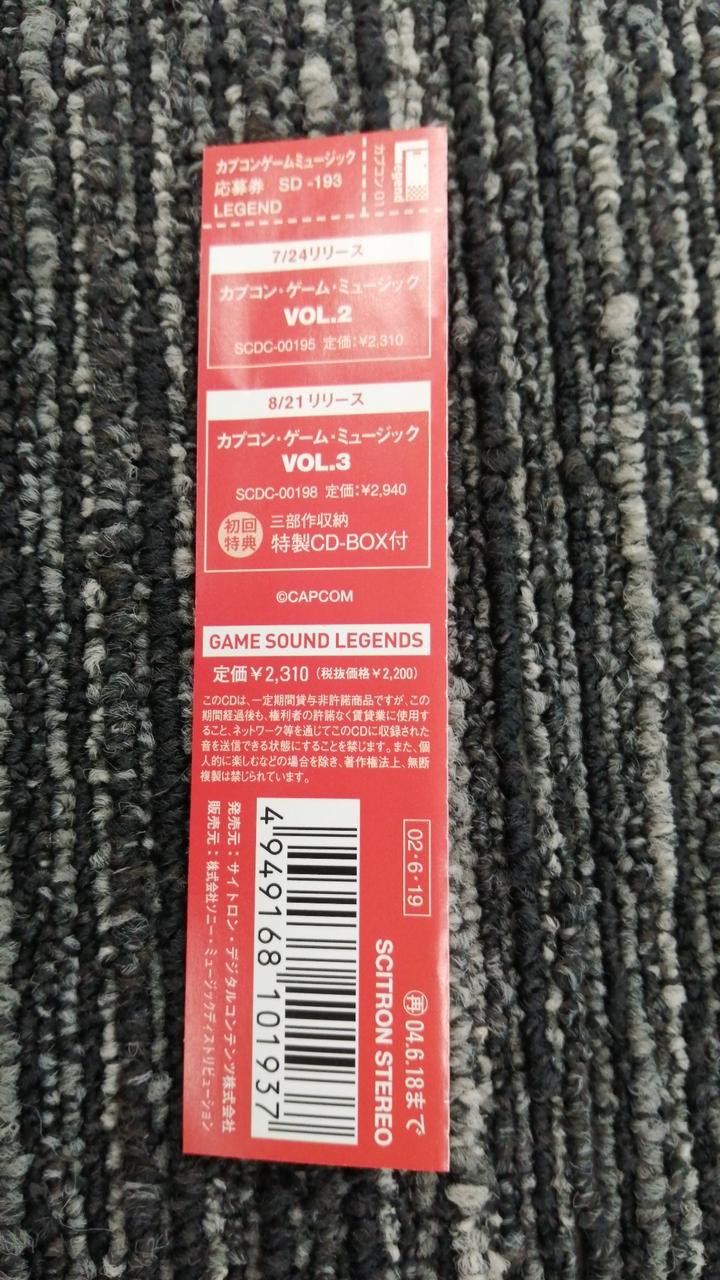 カプコンゲームミュージック
応募券 SD-193
LEGEND
カプコン 01
Legend
7/24リリース
カプコン・ゲーム・ミュージック
VOL.2
SCDC-00195 定価:¥2,310
8/21リリース
カプコン・ゲーム・ミュージック
VOL.3
SCDC-00198 定価:¥2,940
初回
特典
三部作収納
特製CD-BOX付
©CAPCOM
GAME SOUND LEGENDS
定価¥2,310(税抜価格¥2,200)
このCDは、一定期間貸与非許諾商品ですが、この
期間経過後も、権利者の許諾なく賃貸業に使用す
ること、ネットワーク等を通じてこのCDに収録された
音を送信できる状態にすることを禁じます。また、個
人的に楽しむなどの場合を除き、著作権法上、無断
複製は禁じられています。
発売元:サイトロン・デジタルコンテンツ株式会社
販売元:株式会社ソニー・ミュージックディストリビューション
4949168101937
02・6・19
再04.6.18まで
SCITRON STEREO